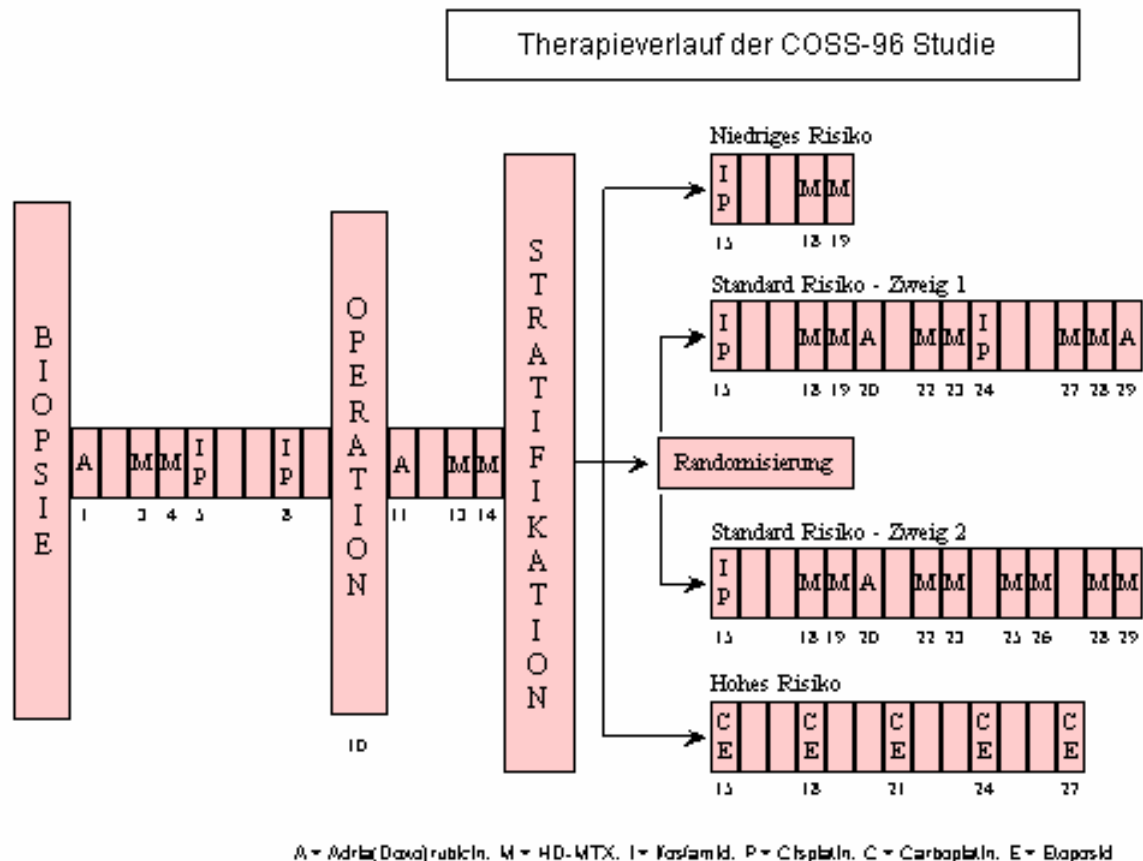 Therapieverlauf der COSS-96 Studie
BIOPSIE
A M M I P I P
1 3 4 5 8
OPERATION
10
A M M
11 13 14
STRATIFIKATION
Niedriges Risiko
I P M M
15 18 19
Standard Risiko - Zweig 1
I P M M A M M I P M M A
15 18 19 20 22 23 24 27 28 29
Randomisierung
Standard Risiko - Zweig 2
I P M M A M M M M M M
15 18 19 20 22 23 25 26 28 29
Hohes Risiko
C E C E C E C E C E
15 18 21 24 27
A = Adria(Doxo)rubicin, M = HD-MTX, I = Ifosfamid, P = Cisplatin, C = Carboplatin, E = Etoposid